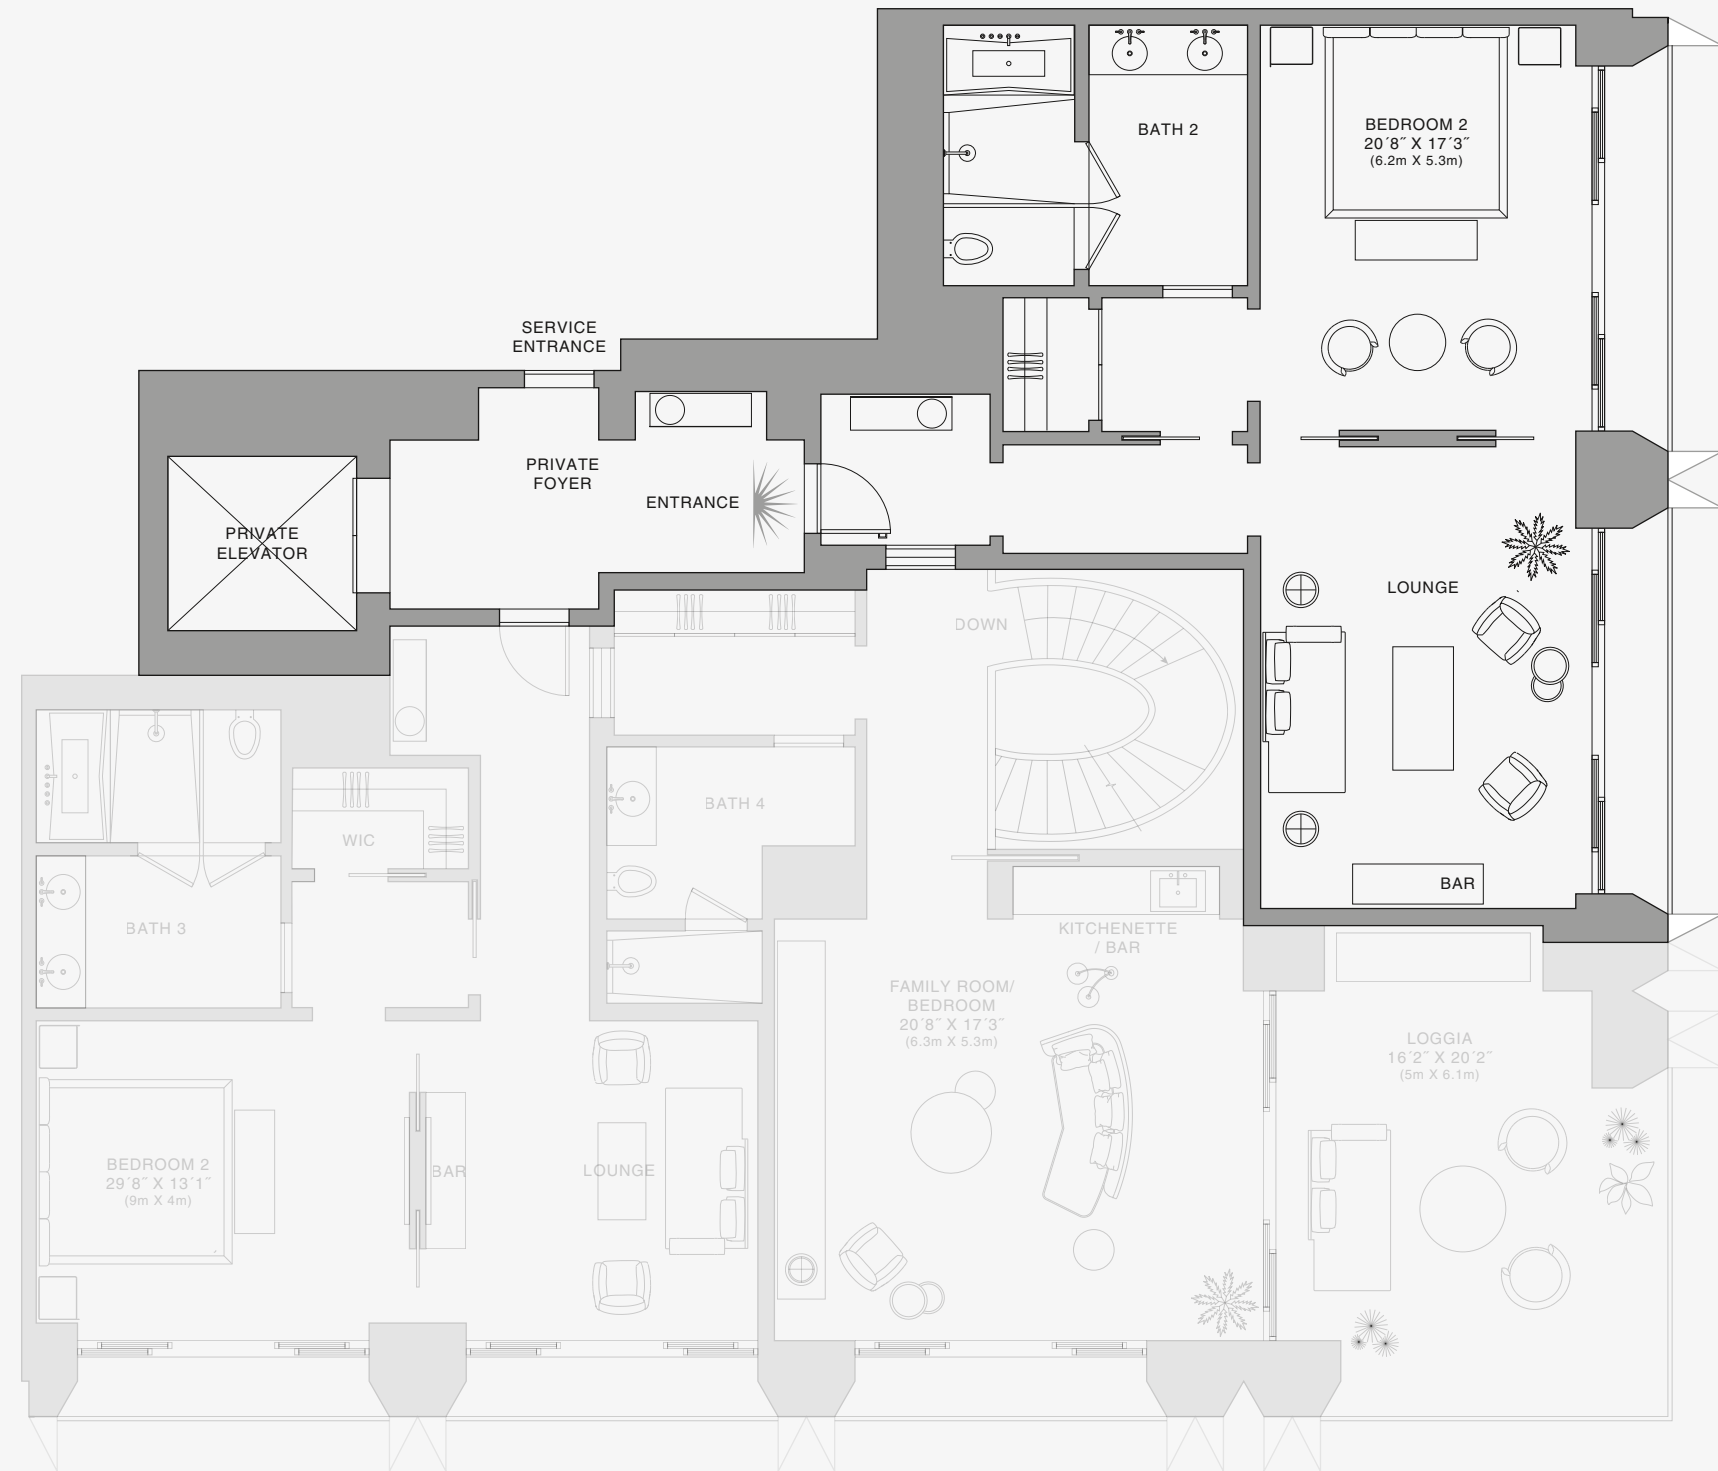 BATH 2
BEDROOM 2
20´8˝ X 17´3˝
(6.2m X 5.3m)
SERVICE
ENTRANCE
PRIVATE
FOYER
ENTRANCE
PRIVATE
ELEVATOR
LOUNGE
DOWN
BATH 4
WIC
BAR
BATH 3
KITCHENETTE
/ BAR
FAMILY ROOM/
BEDROOM
20´8˝ X 17´3˝
(6.3m X 5.3m)
LOGGIA
16´2˝ X 20´2˝
(5m X 6.1m)
BEDROOM 2
29´8˝ X 13´1˝
(9m X 4m)
BAR
LOUNGE